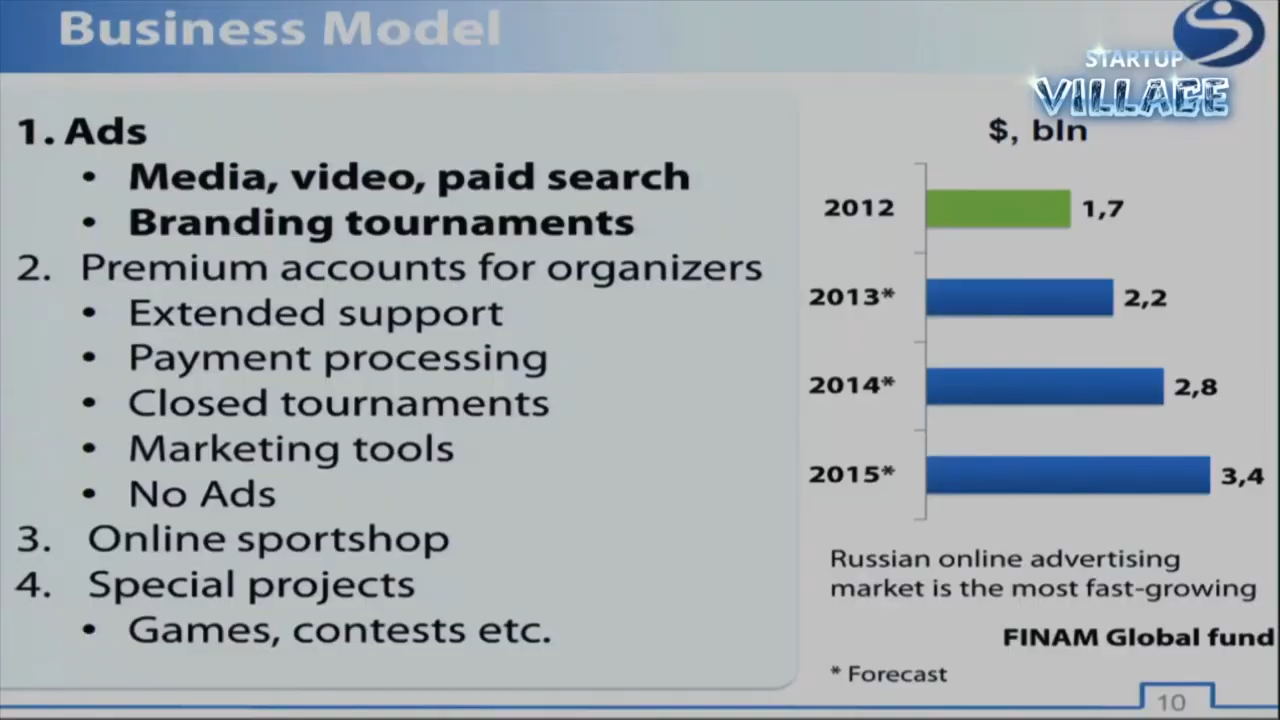 Business Model
STARTUP
VILLAGE
1. Ads
• Media, video, paid search
• Branding tournaments
2. Premium accounts for organizers
• Extended support
• Payment processing
• Closed tournaments
• Marketing tools
• No Ads
3. Online sportshop
4. Special projects
• Games, contests etc.
$, bln
2012 1,7
2013* 2,2
2014* 2,8
2015* 3,4
Russian online advertising
market is the most fast-growing
FINAM Global fund
* Forecast
10